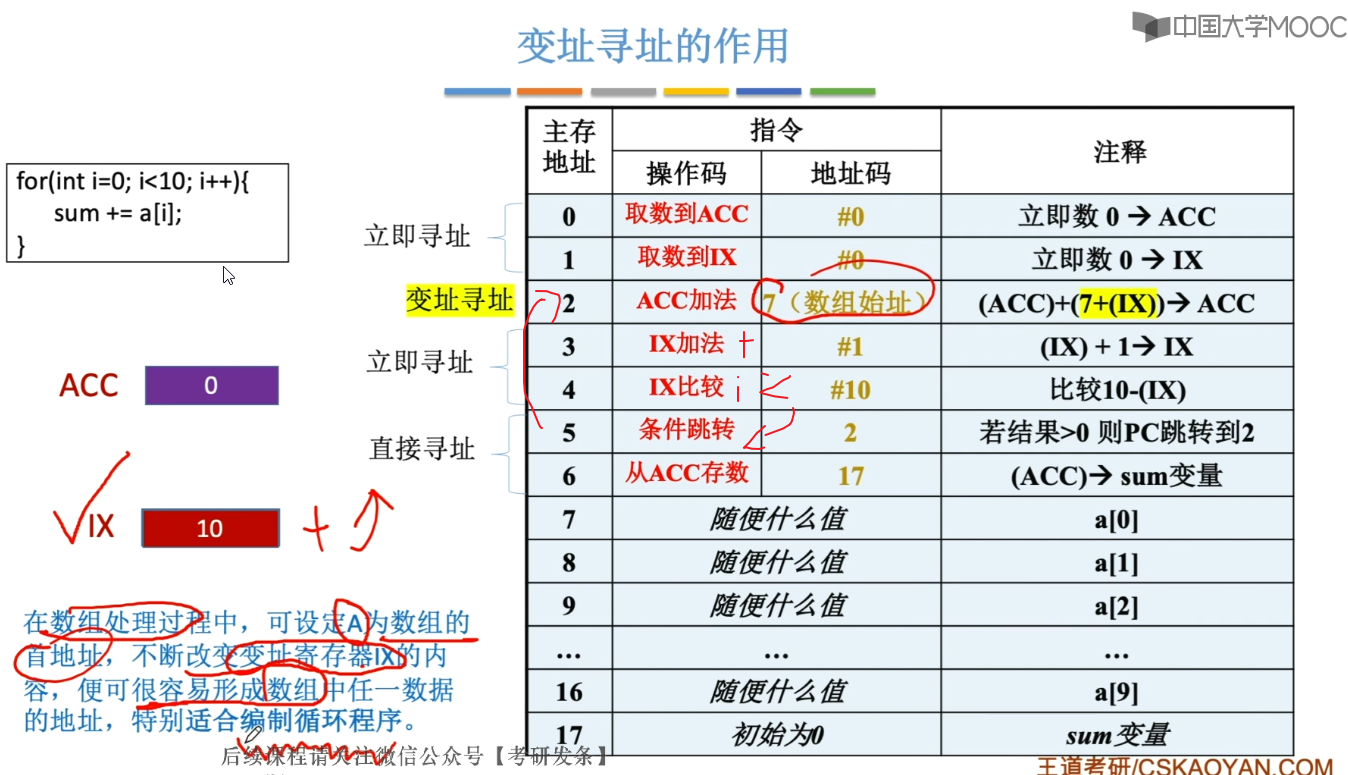 中国大学MOOC
变址寻址的作用
for(int i=0; i<10; i++){
sum += a[i];
}
立即寻址
变址寻址
立即寻址
直接寻址
ACC 0
IX 10 +
在数组处理过程中，可设定A为数组的
首地址，不断改变变址寄存器IX的内
容，便可很容易形成数组中任一数据
的地址，特别适合编制循环程序。
主存地址 指令 注释
操作码 地址码
0 取数到ACC #0 立即数 0 → ACC
1 取数到IX #0 立即数 0 → IX
2 ACC加法 7（数组始址） (ACC)+(7+(IX))→ ACC
3 IX加法 + #1 (IX) + 1→ IX
4 IX比较 i < #10 比较10-(IX)
5 条件跳转 2 若结果>0 则PC跳转到2
6 从ACC存数 17 (ACC)→ sum变量
7 随便什么值 a[0]
8 随便什么值 a[1]
9 随便什么值 a[2]
… … …
16 随便什么值 a[9]
17 初始为0 sum变量
后续课程请关注微信公众号【考研发条】
王道考研/CSKAOYAN.COM